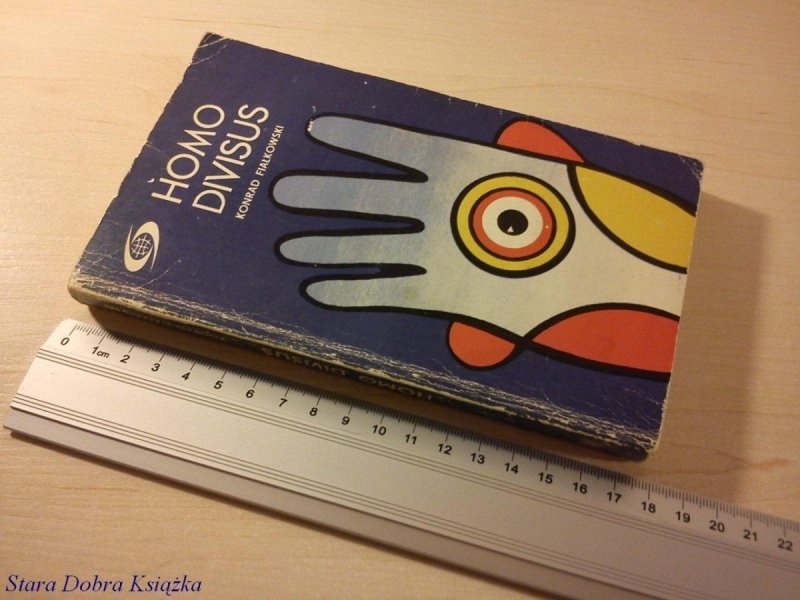 HOMO
DIVISUS
KONRAD FIAŁKOWSKI
HOMO DIVISUS
0 1cm 2 3 4 5 6 7 8 9 10 11 12 13 14 15 16 17 18 19 20 21 22
Stara Dobra Książka